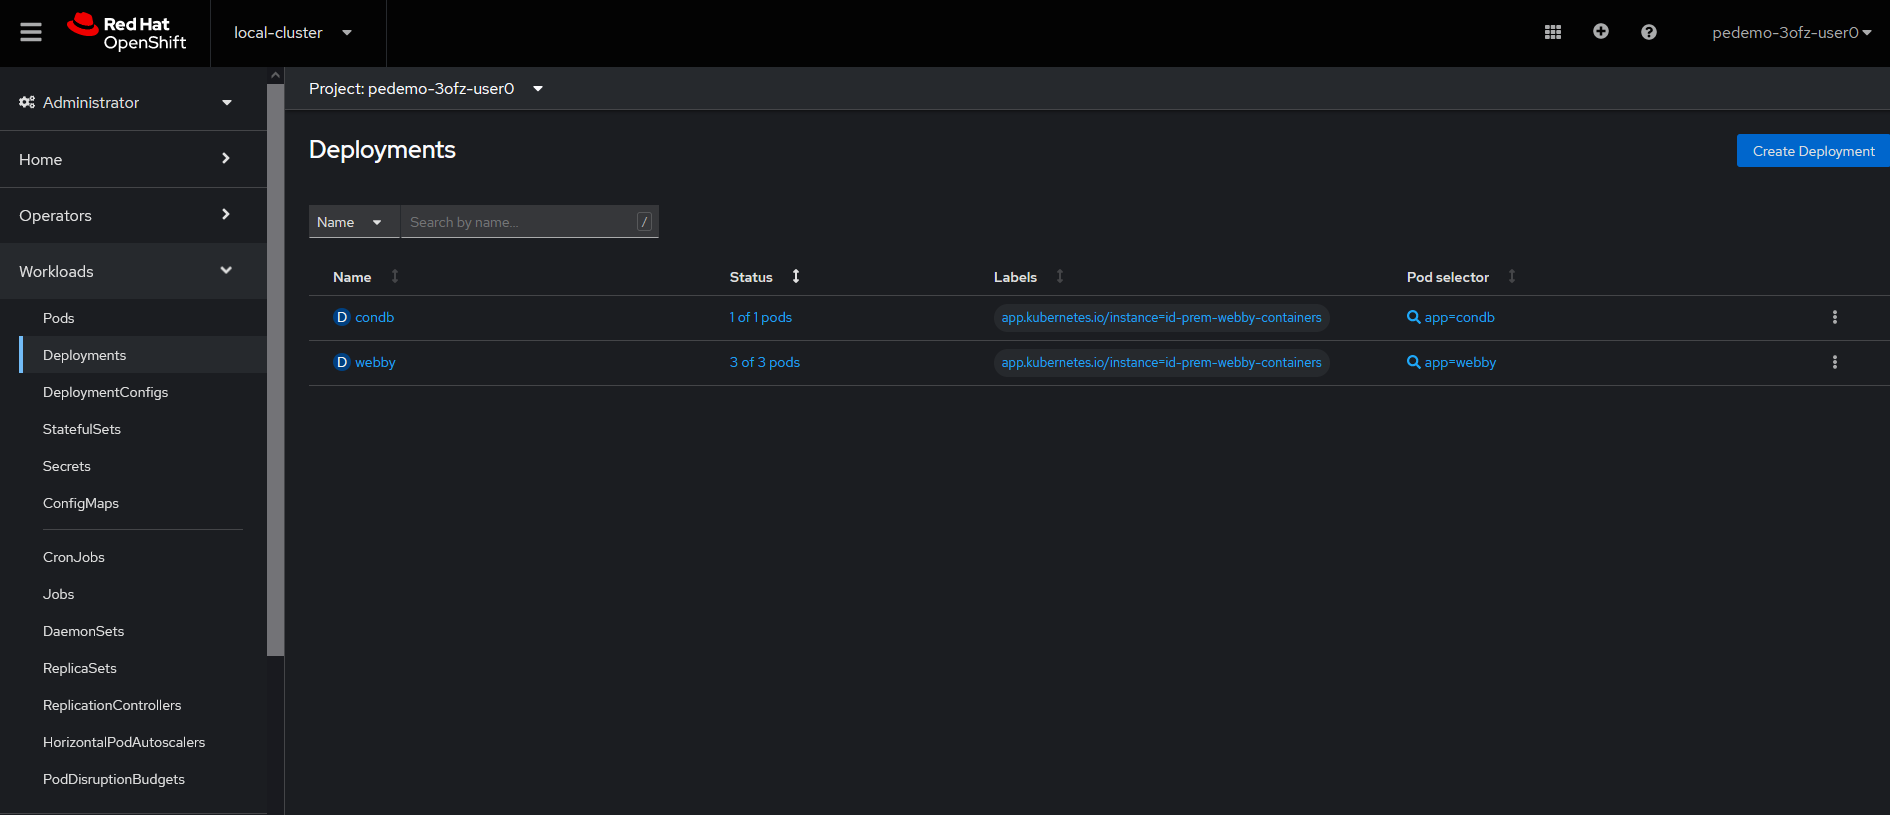 Red Hat
OpenShift
local-cluster
pedemo-3ofz-user0
Administrator
Home
Operators
Workloads
Pods
Deployments
DeploymentConfigs
StatefulSets
Secrets
ConfigMaps
CronJobs
Jobs
DaemonSets
ReplicaSets
ReplicationControllers
HorizontalPodAutoscalers
PodDisruptionBudgets
Project: pedemo-3ofz-user0
Deployments
Create Deployment
Name Search by name... /
Name Status Labels Pod selector
D condb 1 of 1 pods app.kubernetes.io/instance=id-prem-webby-containers app=condb
D webby 3 of 3 pods app.kubernetes.io/instance=id-prem-webby-containers app=webby